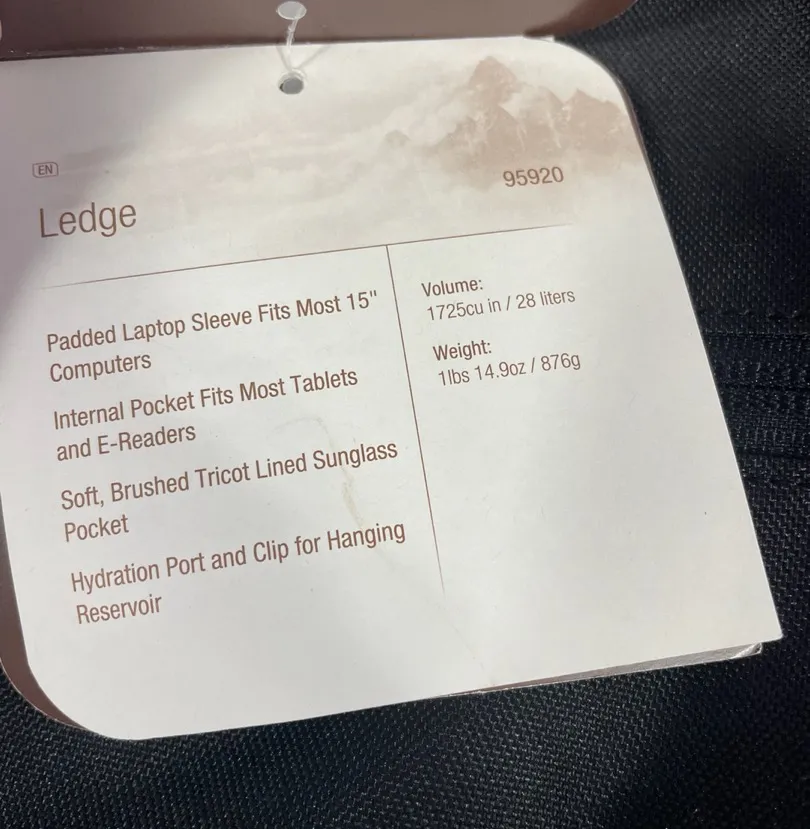 EN
Ledge
95920
Padded Laptop Sleeve Fits Most 15"
Computers
Internal Pocket Fits Most Tablets
and E-Readers
Soft, Brushed Tricot Lined Sunglass
Pocket
Hydration Port and Clip for Hanging
Reservoir
Volume:
1725cu in / 28 liters
Weight:
1lbs 14.9oz / 876g